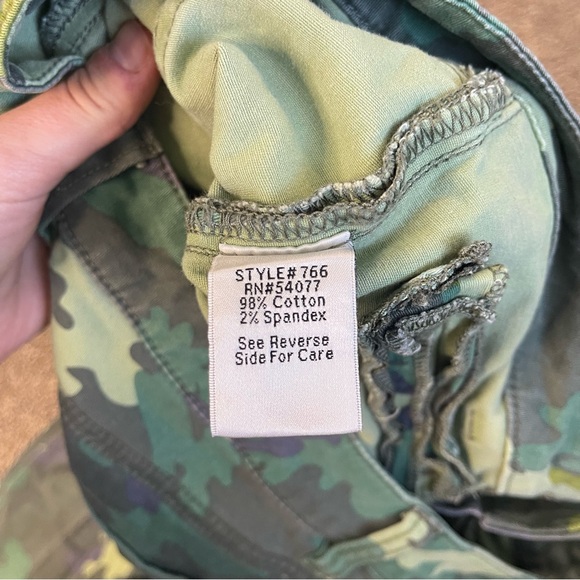 STYLE# 766
RN#54077
98% Cotton
2% Spandex
See Reverse
Side For Care